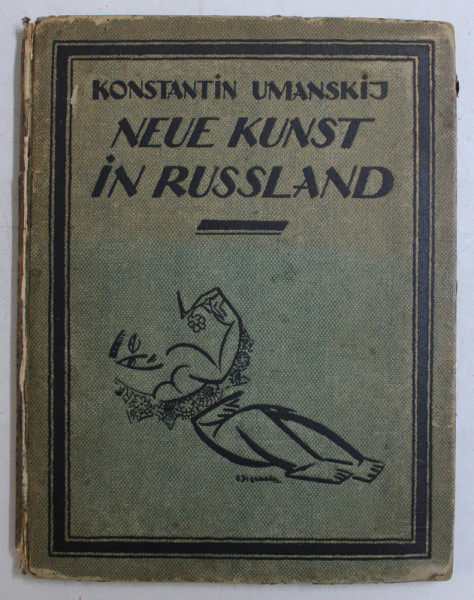 KONSTANTIN UMANSKIJ
NEUE KUNST
IN RUSSLAND